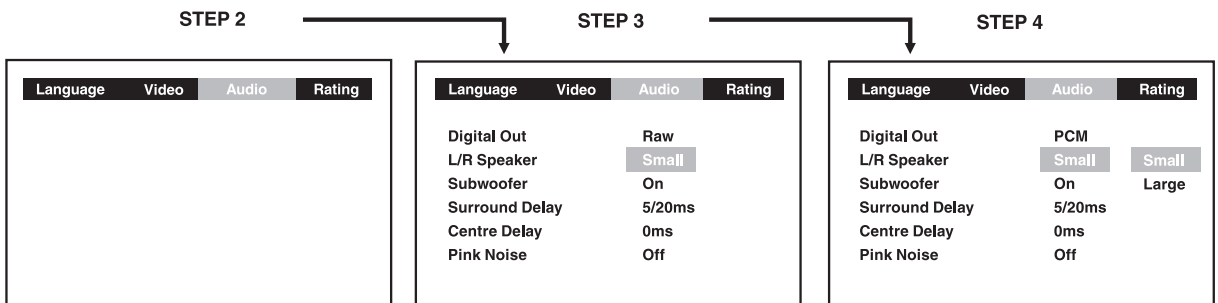 STEP 2 STEP 3 STEP 4
Language Video Audio Rating
Language Video Audio Rating
Digital Out Raw
L/R Speaker Small
Subwoofer On
Surround Delay 5/20ms
Centre Delay 0ms
Pink Noise Off
Language Video Audio Rating
Digital Out PCM
L/R Speaker Small Small
Subwoofer On Large
Surround Delay 5/20ms
Centre Delay 0ms
Pink Noise Off